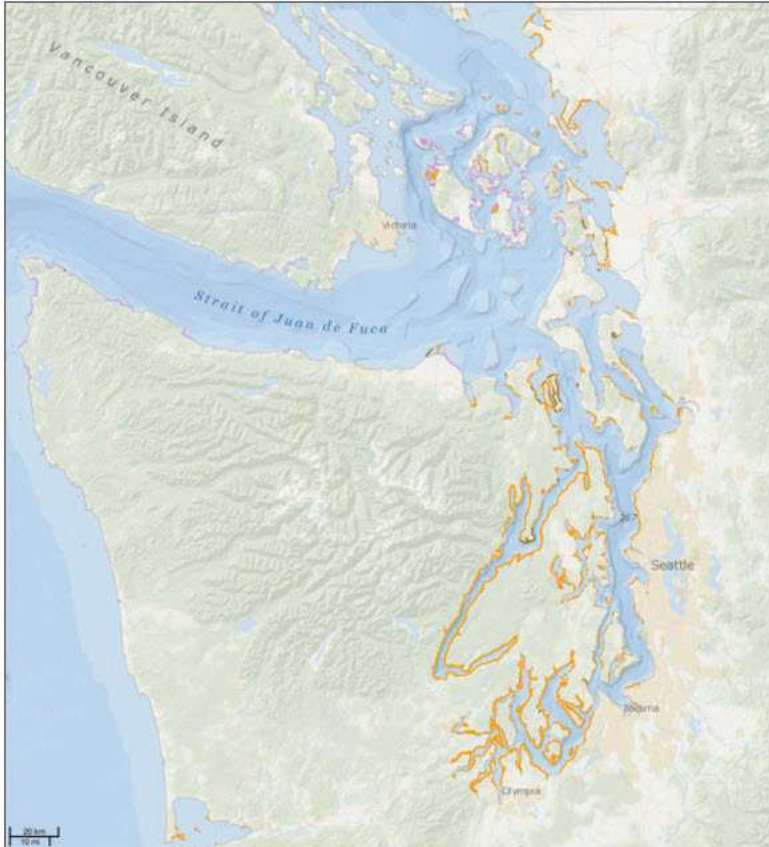 Vancouver Island
Victoria
Strait of Juan de Fuca
Seattle
Tacoma
Olympia
20 km
10 mi